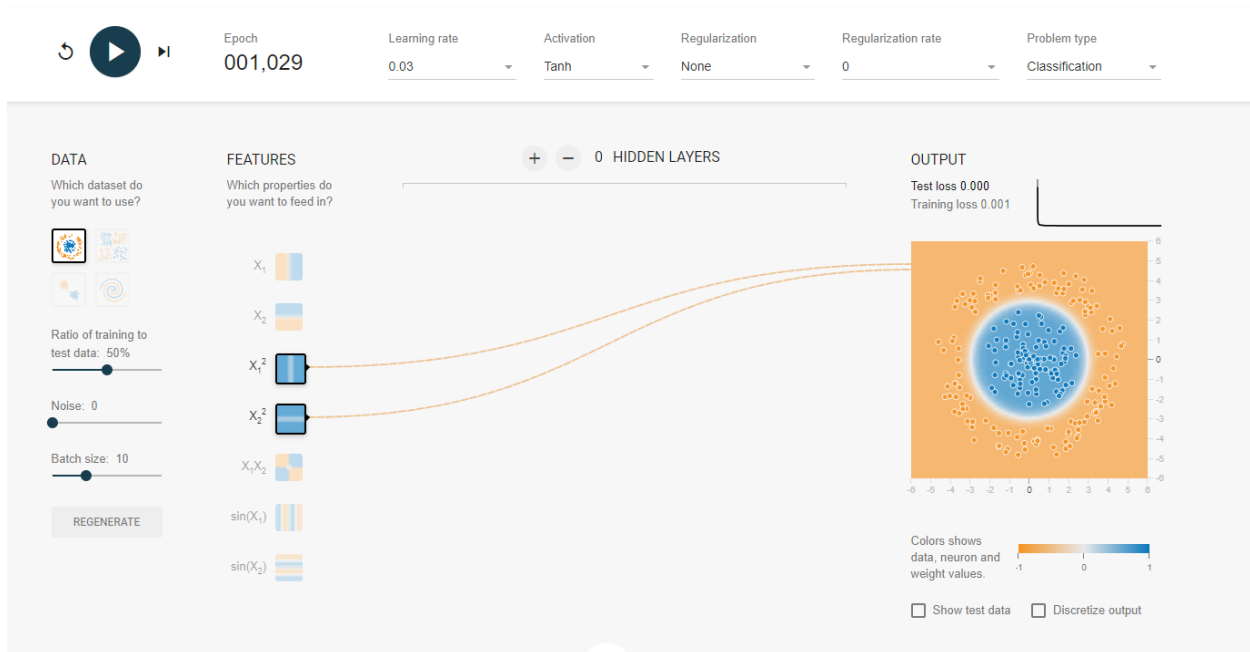 Epoch
001,029
Learning rate
0.03
Activation
Tanh
Regularization
None
Regularization rate
0
Problem type
Classification
DATA
Which dataset do
you want to use?
Ratio of training to
test data: 50%
Noise: 0
Batch size: 10
REGENERATE
FEATURES
Which properties do
you want to feed in?
X₁
X₂
X₁²
X₂²
X₁X₂
sin(X₁)
sin(X₂)
+ − 0 HIDDEN LAYERS
OUTPUT
Test loss 0.000
Training loss 0.001
6
5
4
3
2
1
0
-1
-2
-3
-4
-5
-6
-6 -5 -4 -3 -2 -1 0 1 2 3 4 5 6
Colors shows
data, neuron and
weight values.
-1 0 1
Show test data
Discretize output